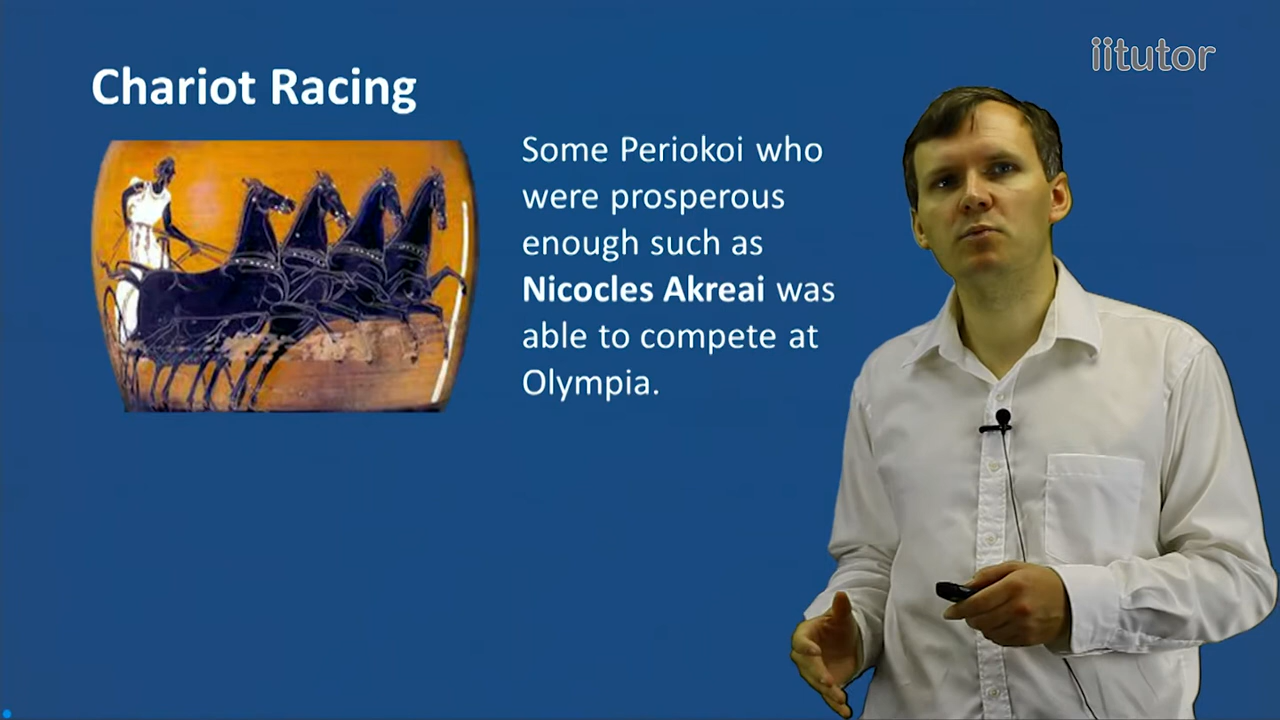 iitutor
Chariot Racing
Some Periokoi who
were prosperous
enough such as
Nicocles Akreai was
able to compete at
Olympia.